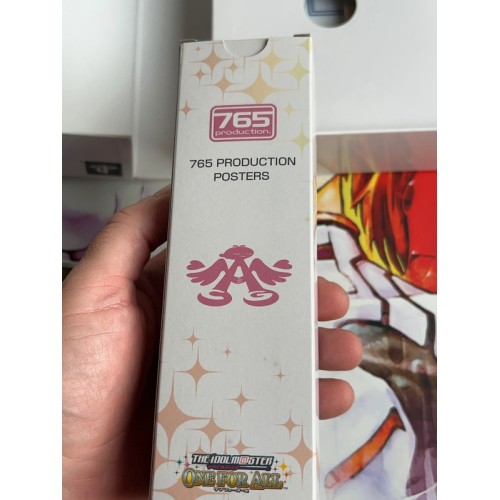 765
production.
765 PRODUCTION
POSTERS
THE IDOLM@STER
ONE FOR ALL